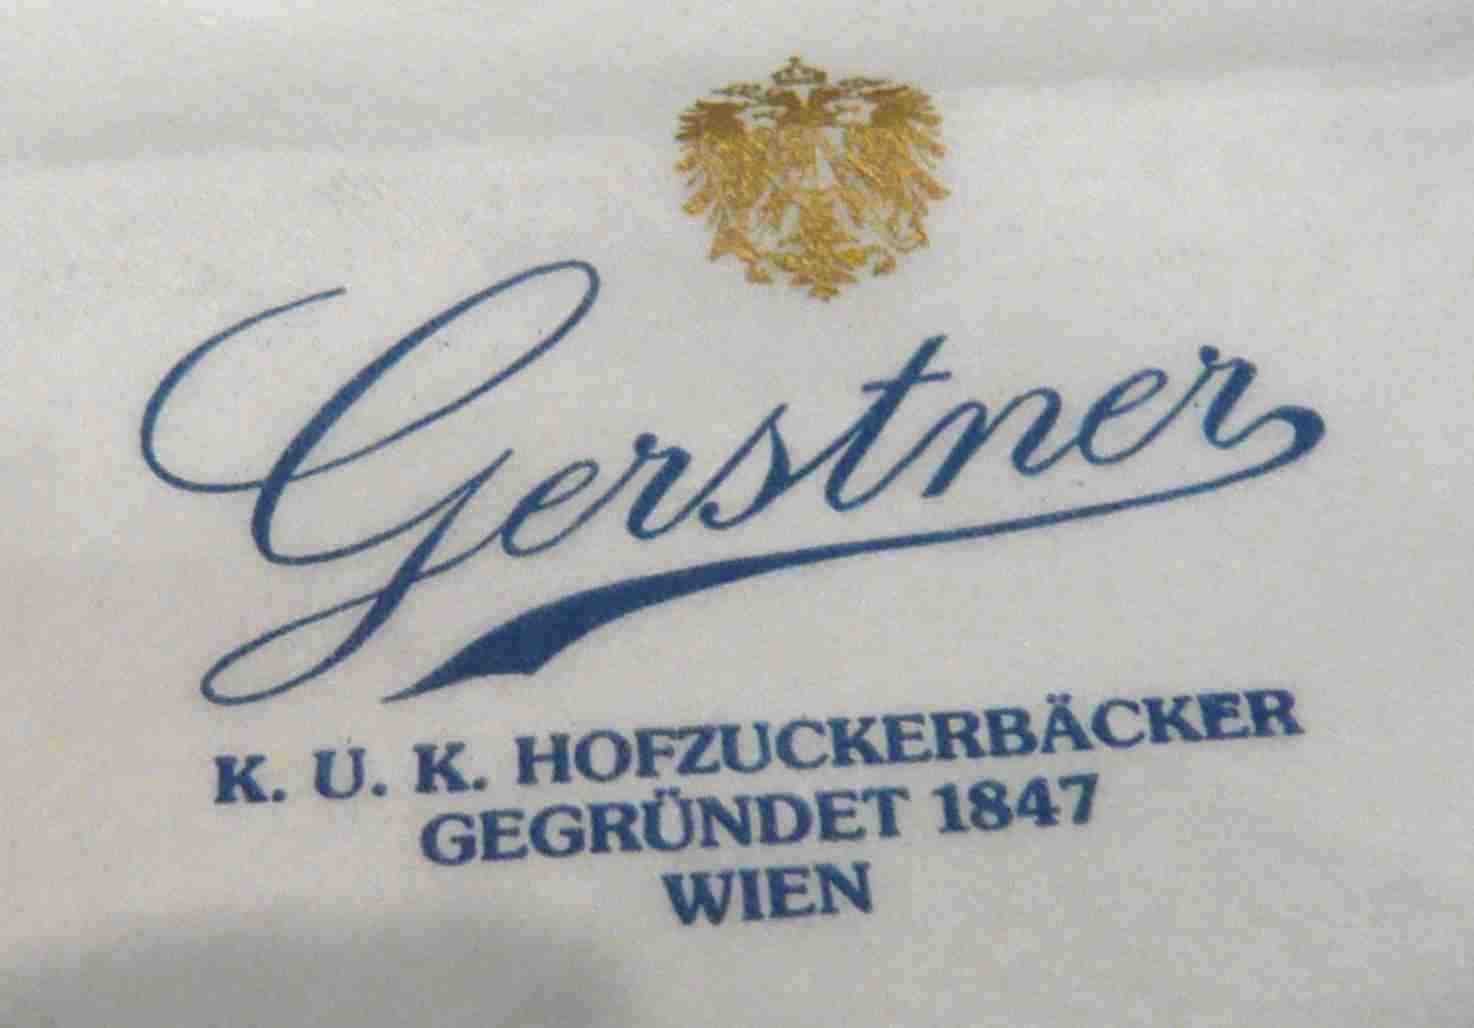 Gerstner
K. U. K. HOFZUCKERBÄCKER
GEGRÜNDET 1847
WIEN